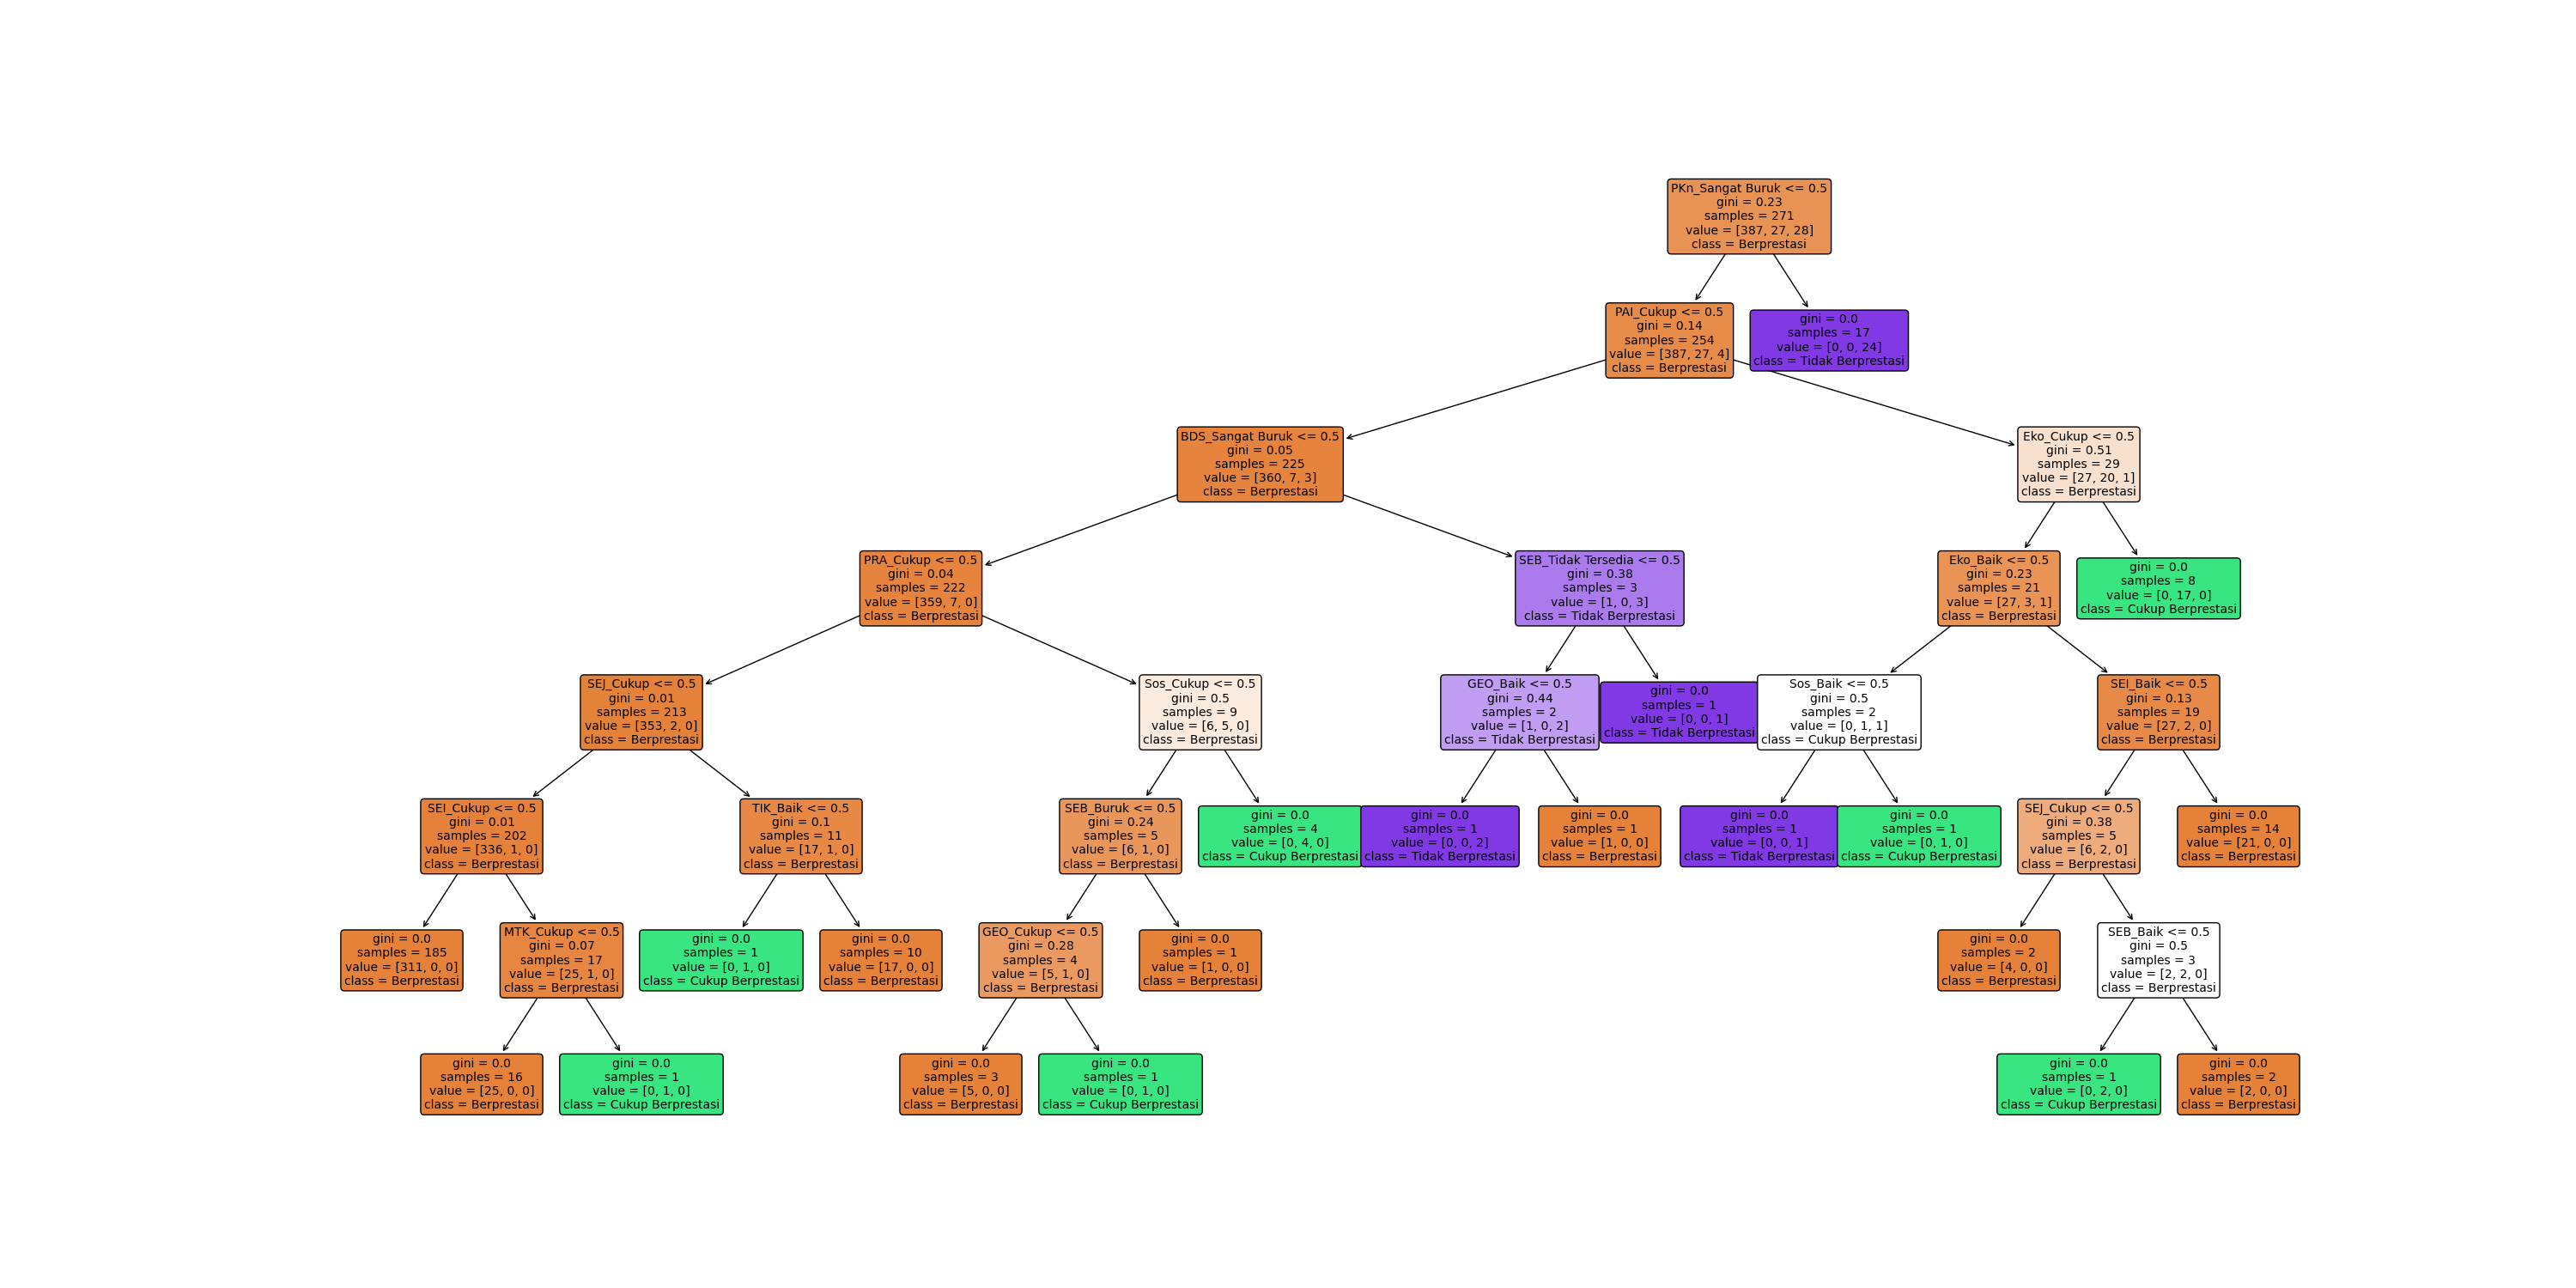 PKn_Sangat Buruk <= 0.5
gini = 0.23
samples = 271
value = [387, 27, 28]
class = Berprestasi
PAI_Cukup <= 0.5
gini = 0.14
samples = 254
value = [387, 27, 4]
class = Berprestasi
gini = 0.0
samples = 17
value = [0, 0, 24]
class = Tidak Berprestasi
BDS_Sangat Buruk <= 0.5
gini = 0.05
samples = 225
value = [360, 7, 3]
class = Berprestasi
Eko_Cukup <= 0.5
gini = 0.51
samples = 29
value = [27, 20, 1]
class = Berprestasi
PRA_Cukup <= 0.5
gini = 0.04
samples = 222
value = [359, 7, 0]
class = Berprestasi
SEB_Tidak Tersedia <= 0.5
gini = 0.38
samples = 3
value = [1, 0, 3]
class = Tidak Berprestasi
Eko_Baik <= 0.5
gini = 0.23
samples = 21
value = [27, 3, 1]
class = Berprestasi
gini = 0.0
samples = 8
value = [0, 17, 0]
class = Cukup Berprestasi
SEJ_Cukup <= 0.5
gini = 0.01
samples = 213
value = [353, 2, 0]
class = Berprestasi
Sos_Cukup <= 0.5
gini = 0.5
samples = 9
value = [6, 5, 0]
class = Berprestasi
GEO_Baik <= 0.5
gini = 0.44
samples = 2
value = [1, 0, 2]
class = Tidak Berprestasi
gini = 0.0
samples = 1
value = [0, 0, 1]
class = Tidak Berprestasi
Sos_Baik <= 0.5
gini = 0.5
samples = 2
value = [0, 1, 1]
class = Cukup Berprestasi
SEI_Baik <= 0.5
gini = 0.13
samples = 19
value = [27, 2, 0]
class = Berprestasi
SEI_Cukup <= 0.5
gini = 0.01
samples = 202
value = [336, 1, 0]
class = Berprestasi
TIK_Baik <= 0.5
gini = 0.1
samples = 11
value = [17, 1, 0]
class = Berprestasi
SEB_Buruk <= 0.5
gini = 0.24
samples = 5
value = [6, 1, 0]
class = Berprestasi
gini = 0.0
samples = 4
value = [0, 4, 0]
class = Cukup Berprestasi
gini = 0.0
samples = 1
value = [0, 0, 2]
class = Tidak Berprestasi
gini = 0.0
samples = 1
value = [1, 0, 0]
class = Berprestasi
gini = 0.0
samples = 1
value = [0, 0, 1]
class = Tidak Berprestasi
gini = 0.0
samples = 1
value = [0, 1, 0]
class = Cukup Berprestasi
SEJ_Cukup <= 0.5
gini = 0.38
samples = 5
value = [6, 2, 0]
class = Berprestasi
gini = 0.0
samples = 14
value = [21, 0, 0]
class = Berprestasi
gini = 0.0
samples = 185
value = [311, 0, 0]
class = Berprestasi
MTK_Cukup <= 0.5
gini = 0.07
samples = 17
value = [25, 1, 0]
class = Berprestasi
gini = 0.0
samples = 1
value = [0, 1, 0]
class = Cukup Berprestasi
gini = 0.0
samples = 10
value = [17, 0, 0]
class = Berprestasi
GEO_Cukup <= 0.5
gini = 0.28
samples = 4
value = [5, 1, 0]
class = Berprestasi
gini = 0.0
samples = 1
value = [1, 0, 0]
class = Berprestasi
gini = 0.0
samples = 2
value = [4, 0, 0]
class = Berprestasi
SEB_Baik <= 0.5
gini = 0.5
samples = 3
value = [2, 2, 0]
class = Berprestasi
gini = 0.0
samples = 16
value = [25, 0, 0]
class = Berprestasi
gini = 0.0
samples = 1
value = [0, 1, 0]
class = Cukup Berprestasi
gini = 0.0
samples = 3
value = [5, 0, 0]
class = Berprestasi
gini = 0.0
samples = 1
value = [0, 1, 0]
class = Cukup Berprestasi
gini = 0.0
samples = 1
value = [0, 2, 0]
class = Cukup Berprestasi
gini = 0.0
samples = 2
value = [2, 0, 0]
class = Berprestasi